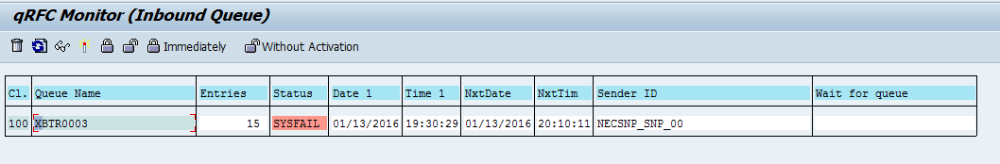 qRFC Monitor (Inbound Queue)
Immediately Without Activation
Cl. Queue Name Entries Status Date 1 Time 1 NxtDate NxtTim Sender ID Wait for queue
100 XBTR0003 15 SYSFAIL 01/13/2016 19:30:29 01/13/2016 20:10:11 NECSNP_SNP_00